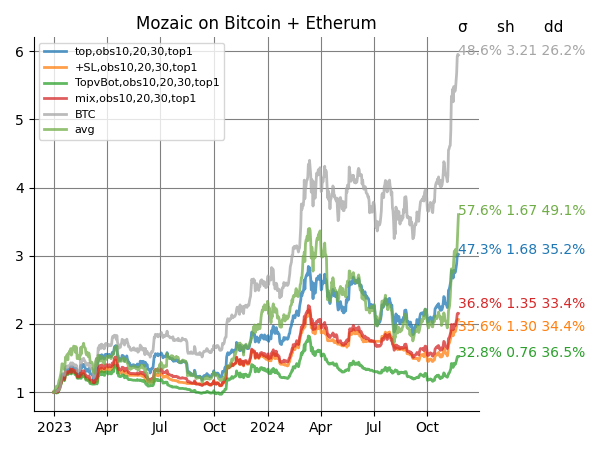 Mozaic on Bitcoin + Etherum
σ sh dd
top,obs10,20,30,top1
+SL,obs10,20,30,top1
TopvBot,obs10,20,30,top1
mix,obs10,20,30,top1
BTC
avg
48.6% 3.21 26.2%
57.6% 1.67 49.1%
47.3% 1.68 35.2%
36.8% 1.35 33.4%
35.6% 1.30 34.4%
32.8% 0.76 36.5%
6
5
4
3
2
1
2023 Apr Jul Oct 2024 Apr Jul Oct